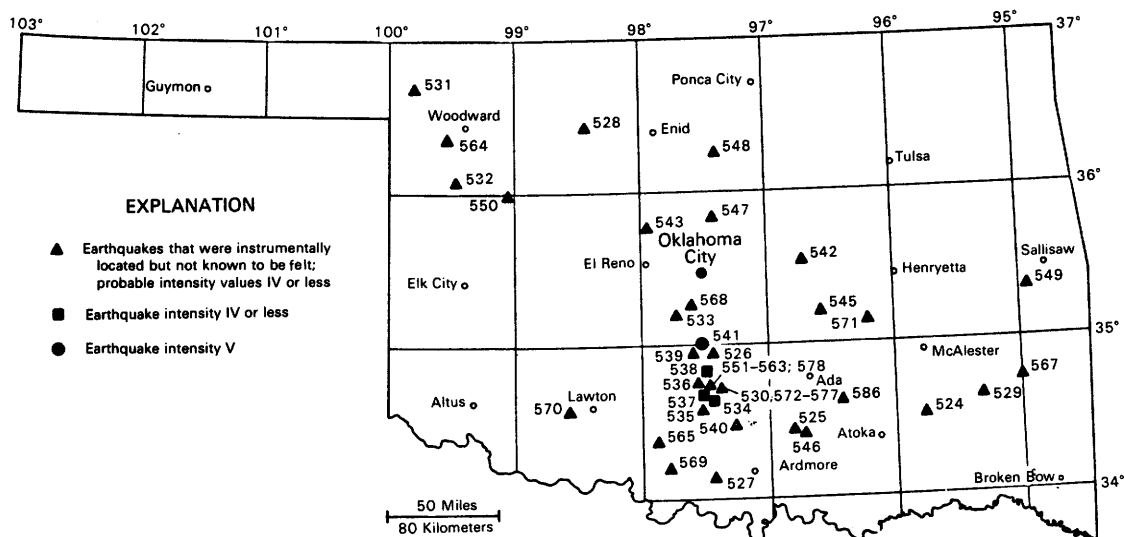 103°
102°
101°
100°
99°
98°
97°
96°
95°
37°
Guymon
531
Woodward
564
532
550
528
Enid
Ponca City
548
Tulsa
36°
EXPLANATION
Earthquakes that were instrumentally
located but not known to be felt;
probable intensity values IV or less
Earthquake intensity IV or less
Earthquake intensity V
543
547
Oklahoma
City
El Reno
Elk City
542
Henryetta
Sallisaw
549
568
533
545
571
541
35°
539
526
538
551–563; 578
536
530,572–577
537
534
535
540
Ada
586
McAlester
567
529
524
Altus
Lawton
570
525
546
Atoka
565
569
527
Ardmore
Broken Bow
34°
50 Miles
80 Kilometers